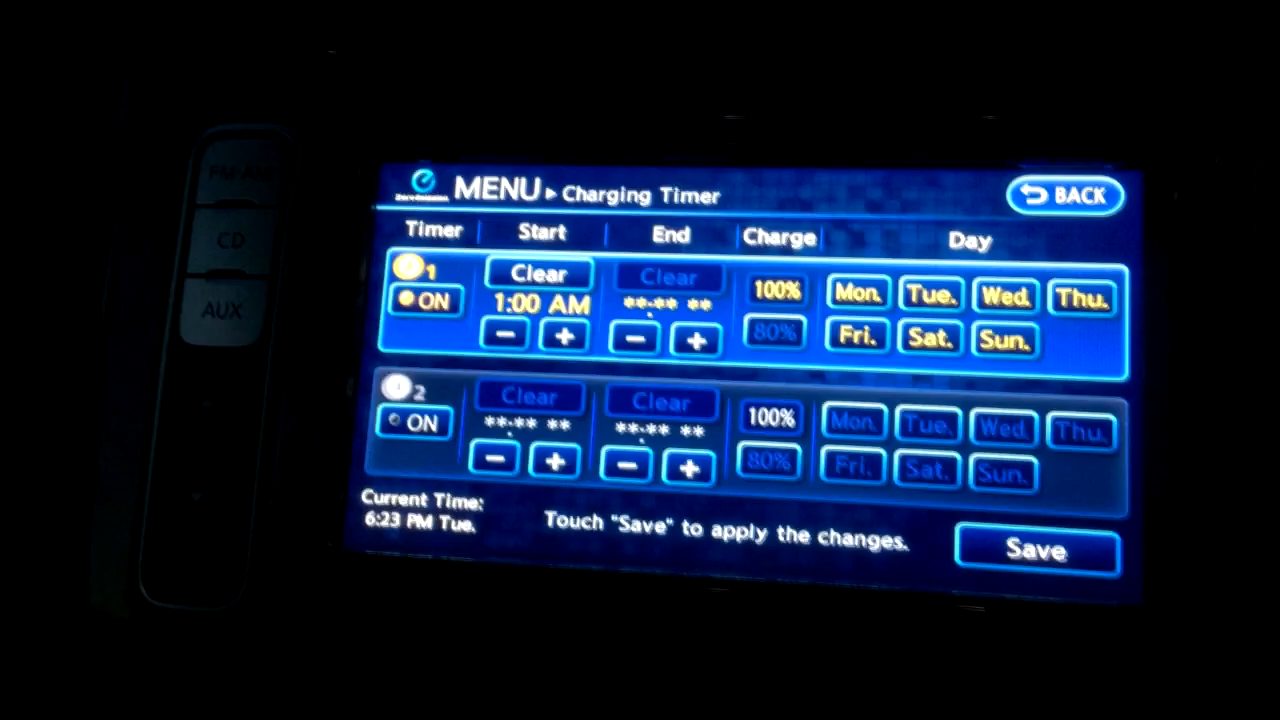 MENU ▸ Charging Timer
BACK
Timer Start End Charge Day
1 Clear Clear 100% Mon. Tue. Wed. Thu.
ON 1:00 AM **:** **
- + - + 80% Fri. Sat. Sun.
2 Clear Clear 100% Mon. Tue. Wed. Thu.
ON **:** ** **:** **
- + - + 80% Fri. Sat. Sun.
Current Time:
6:23 PM Tue.
Touch "Save" to apply the changes.
Save
CD
AUX